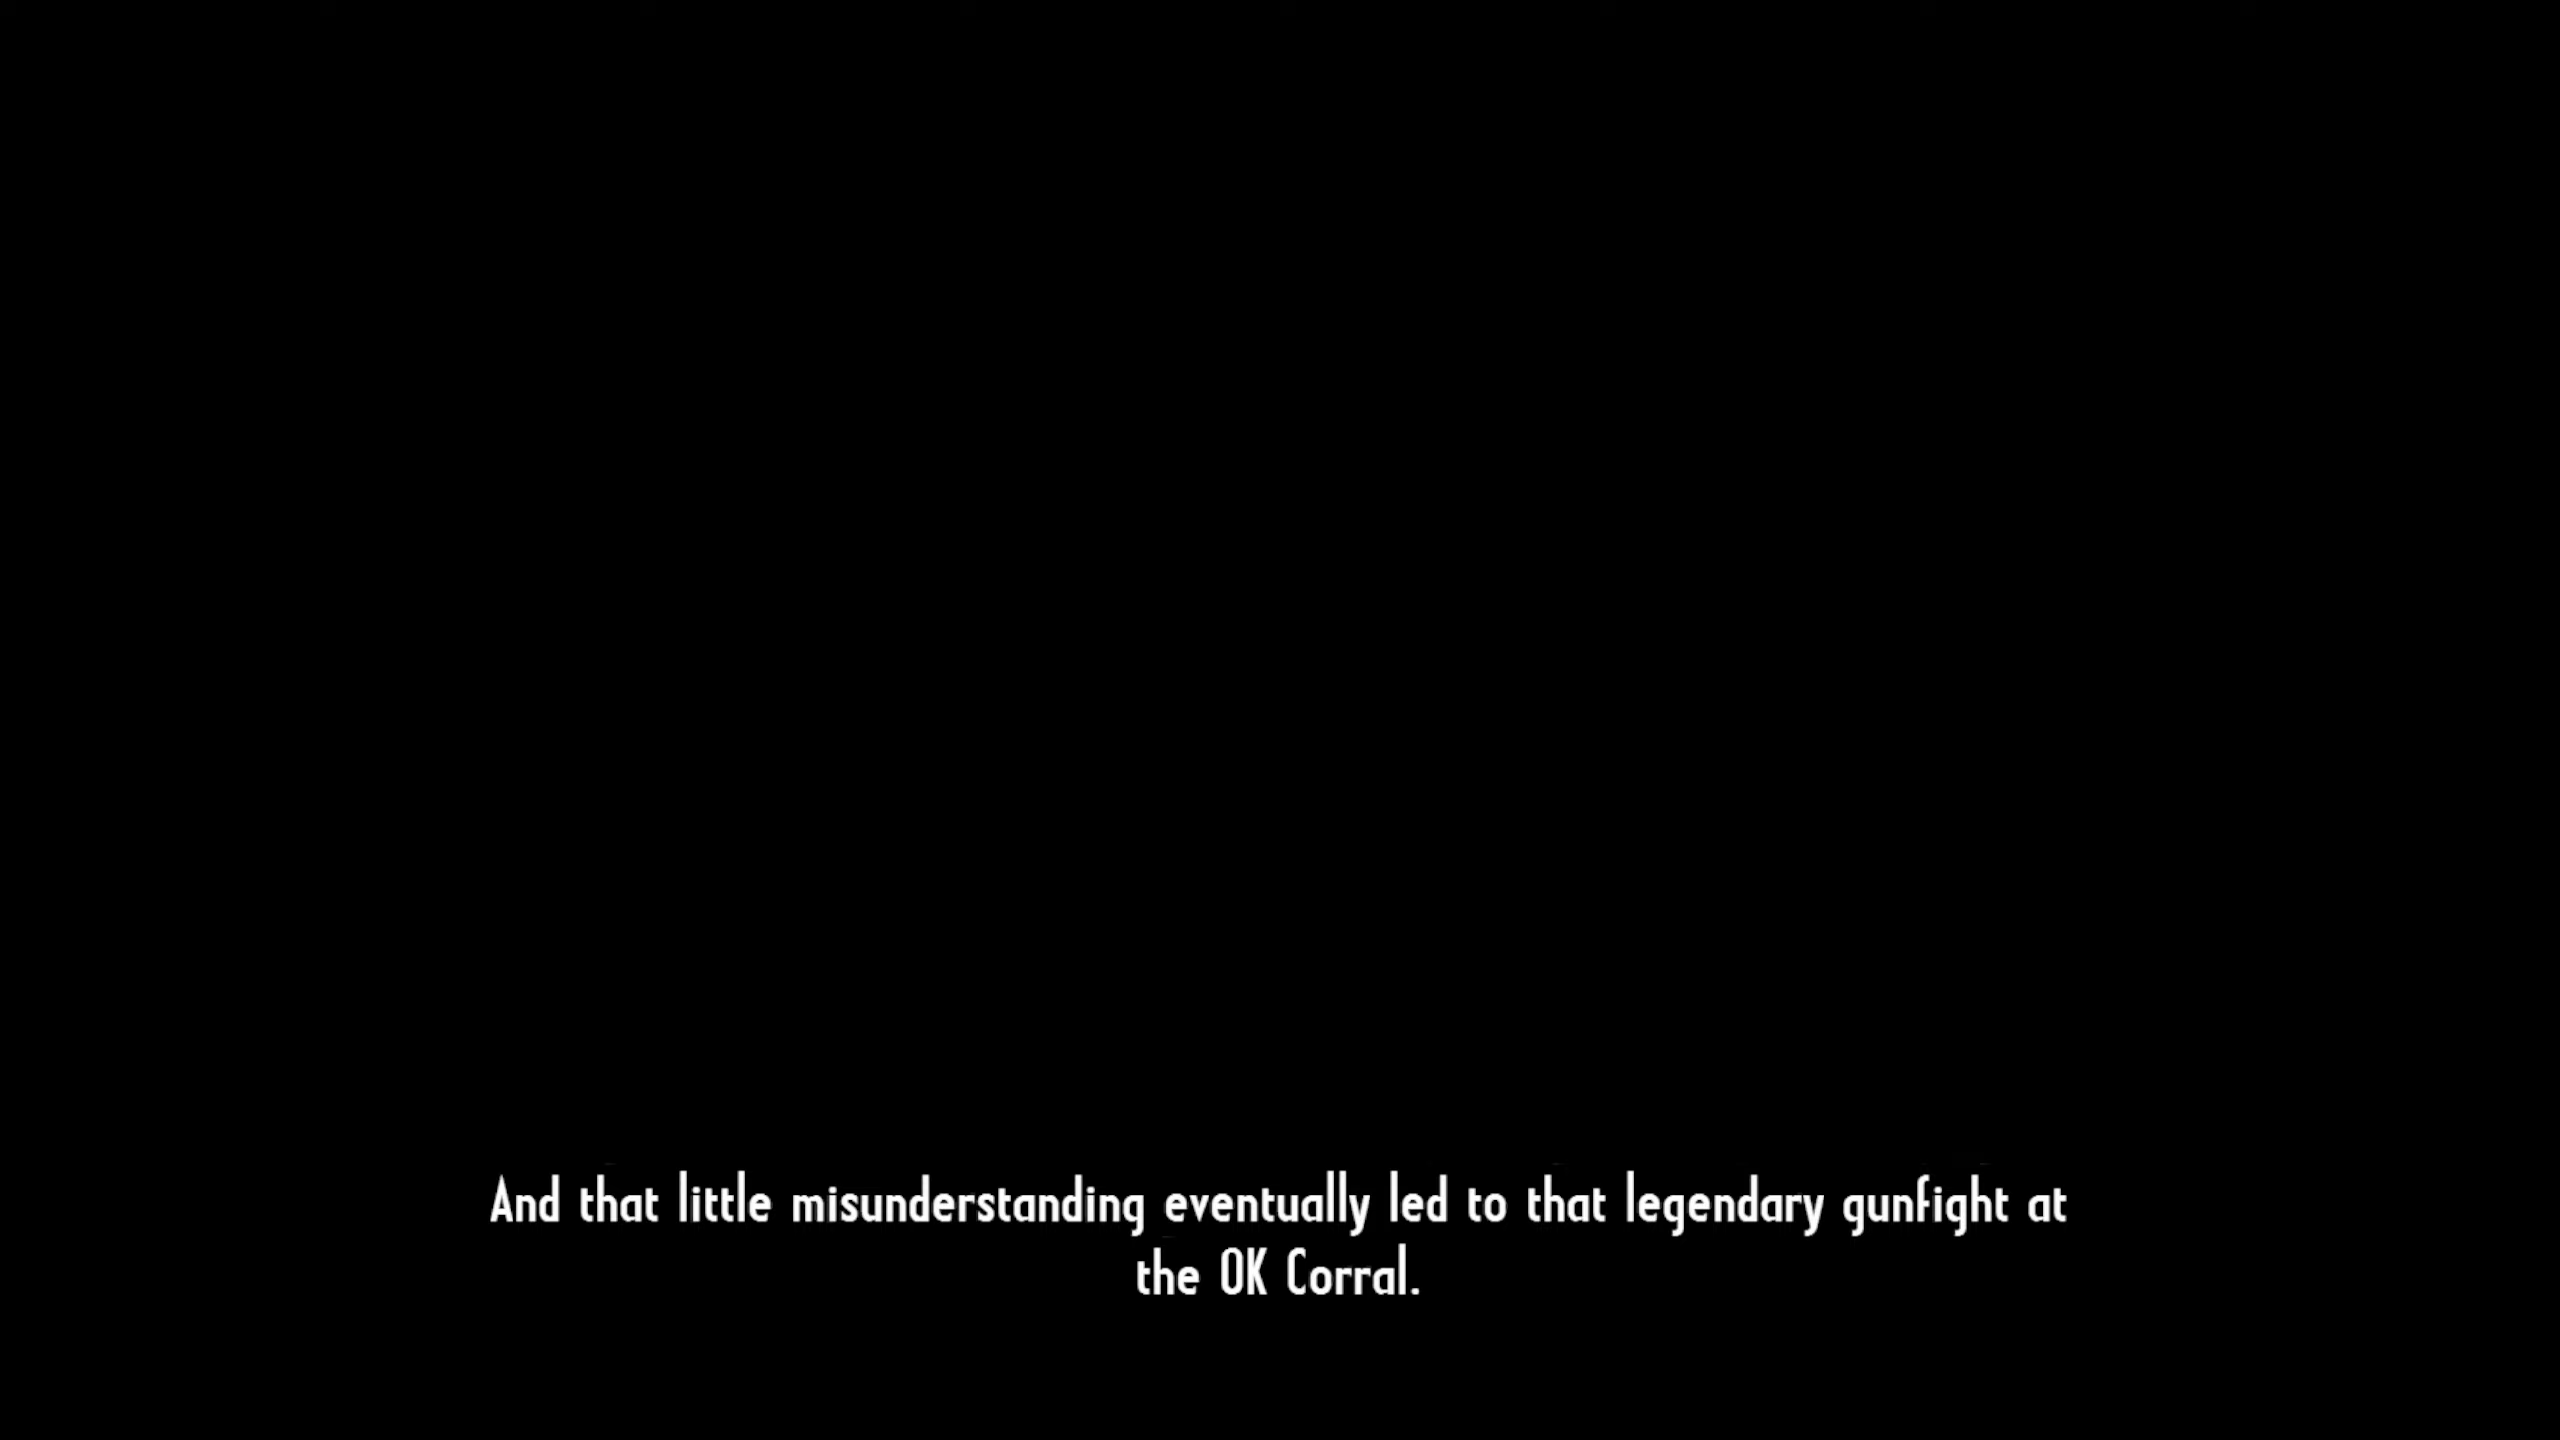 And that little misunderstanding eventually led to that legendary gunfight at
the OK Corral.